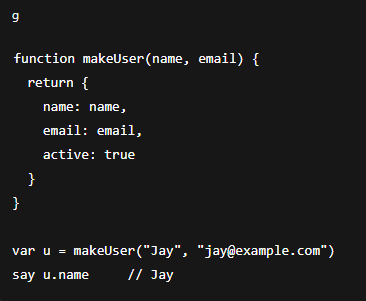 g
function makeUser(name, email) {
  return {
    name: name,
    email: email,
    active: true
  }
}
var u = makeUser("Jay", "jay@example.com")
say u.name     // Jay